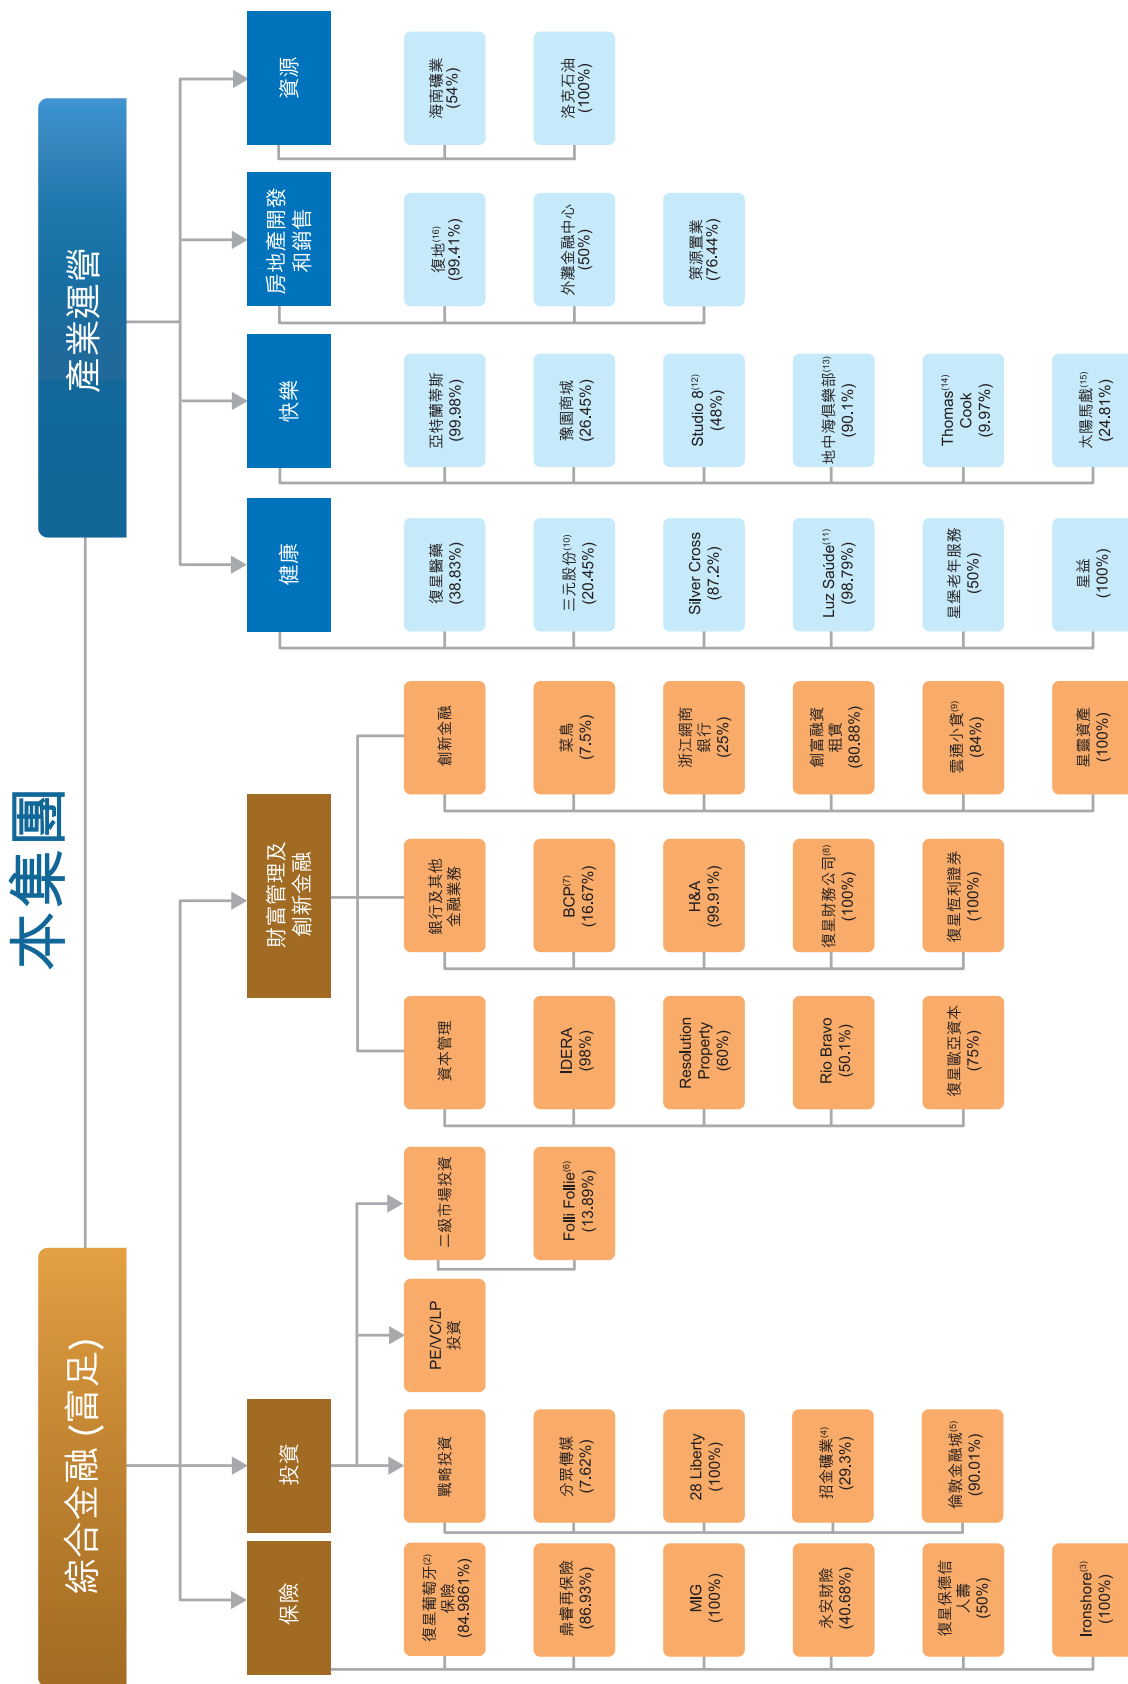 本集團
綜合金融 (富足)
保險
復星葡萄牙(2)
保險
(84.9861%)
鼎睿再保險
(86.93%)
MIG
(100%)
永安財險
(40.68%)
復星保德信
人壽
(50%)
Ironshore(3)
(100%)
投資
戰略投資
分眾傳媒
(7.62%)
28 Liberty
(100%)
招金礦業(4)
(29.3%)
倫敦金融城(5)
(90.01%)
PE/VC/LP
投資
二級市場投資
Folli Follie(6)
(13.89%)
財富管理及
創新金融
資本管理
IDERA
(98%)
Resolution
Property
(60%)
Rio Bravo
(50.1%)
復星歐亞資本
(75%)
銀行及其他
金融業務
BCP(7)
(16.67%)
H&A
(99.91%)
復星財務公司(8)
(100%)
復星恆利證券
(100%)
創新金融
菜鳥
(7.5%)
浙江網商
銀行
(25%)
創富融資
租賃
(80.88%)
雲通小貸(9)
(84%)
星靈資產
(100%)
產業運營
健康
復星醫藥
(38.83%)
三元股份(10)
(20.45%)
Silver Cross
(87.2%)
Luz Saúde(11)
(98.79%)
星堡老年服務
(50%)
星益
(100%)
快樂
亞特蘭蒂斯
(99.98%)
豫園商城
(26.45%)
Studio 8(12)
(48%)
地中海俱樂部(13)
(90.1%)
Thomas(14)
Cook
(9.97%)
太陽馬戲(15)
(24.81%)
房地產開發
和銷售
復地(16)
(99.41%)
外灘金融中心
(50%)
策源置業
(76.44%)
資源
海南礦業
(54%)
洛克石油
(100%)